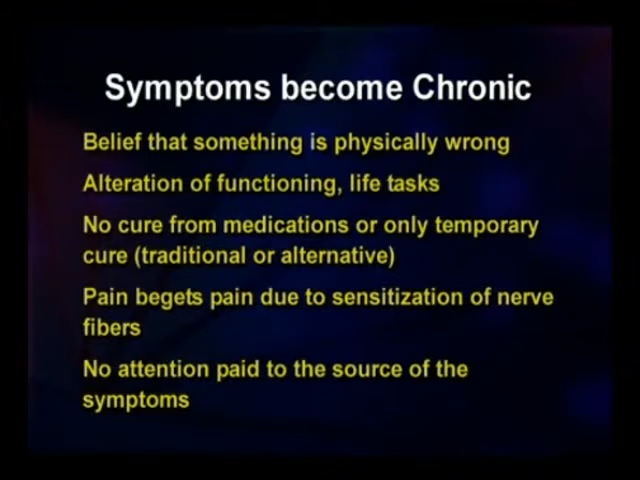 Symptoms become Chronic
Belief that something is physically wrong
Alteration of functioning, life tasks
No cure from medications or only temporary
cure (traditional or alternative)
Pain begets pain due to sensitization of nerve
fibers
No attention paid to the source of the
symptoms